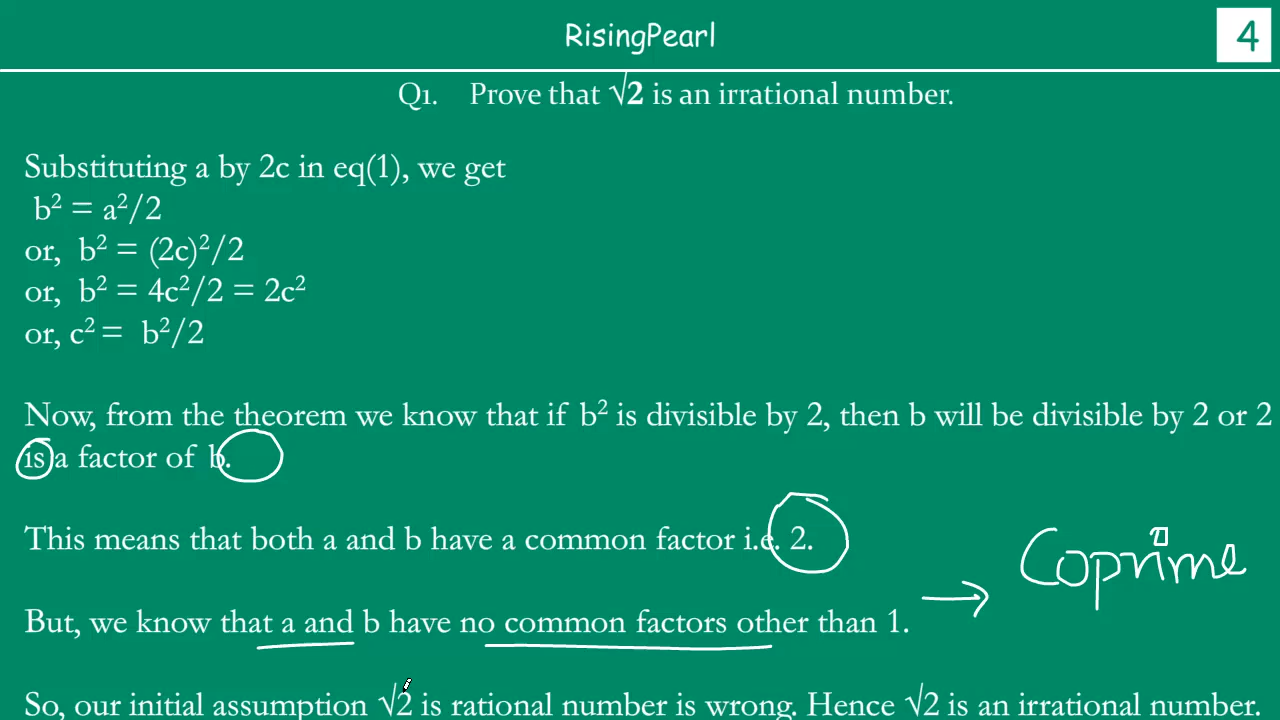 RisingPearl
4
Q1. Prove that √2 is an irrational number.
Substituting a by 2c in eq(1), we get
b² = a²/2
or, b² = (2c)²/2
or, b² = 4c²/2 = 2c²
or, c² = b²/2
Now, from the theorem we know that if b² is divisible by 2, then b will be divisible by 2 or 2
is a factor of b.
This means that both a and b have a common factor i.e. 2.
→ Coprime
But, we know that a and b have no common factors other than 1.
So, our initial assumption √2 is rational number is wrong. Hence √2 is an irrational number.